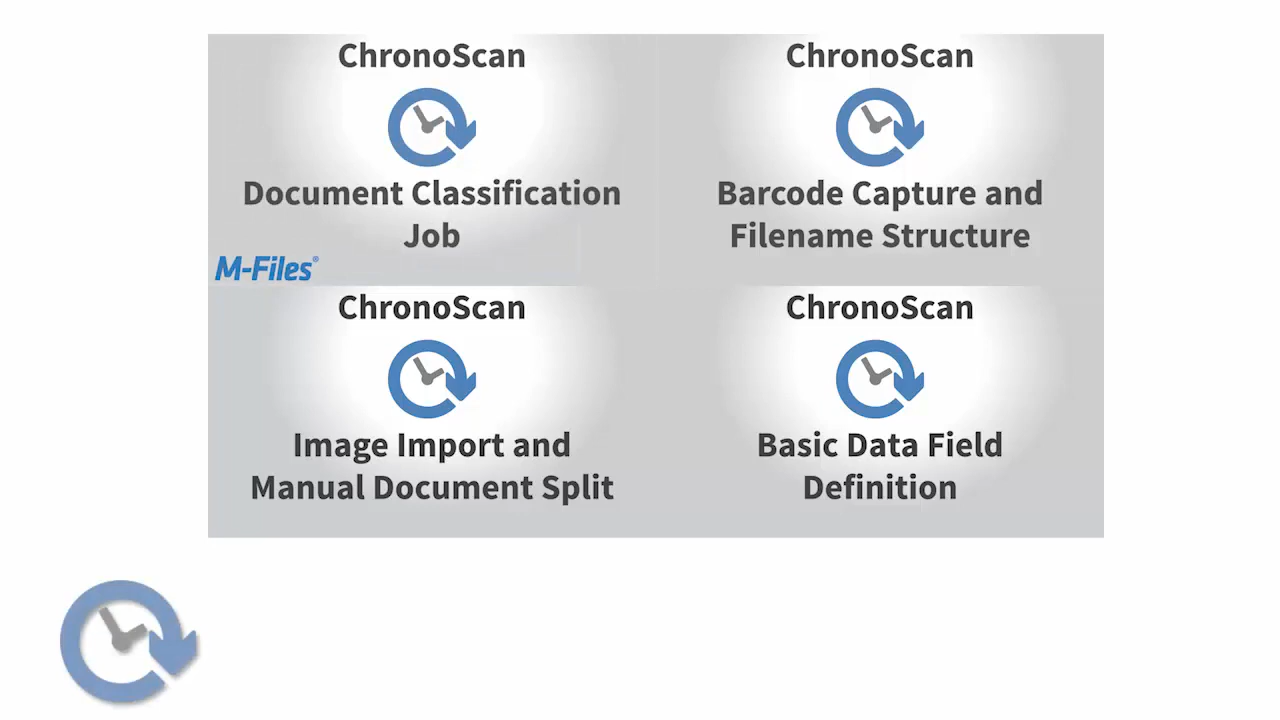 ChronoScan
Document Classification
Job
M-Files®
ChronoScan
Barcode Capture and
Filename Structure
ChronoScan
Image Import and
Manual Document Split
ChronoScan
Basic Data Field
Definition